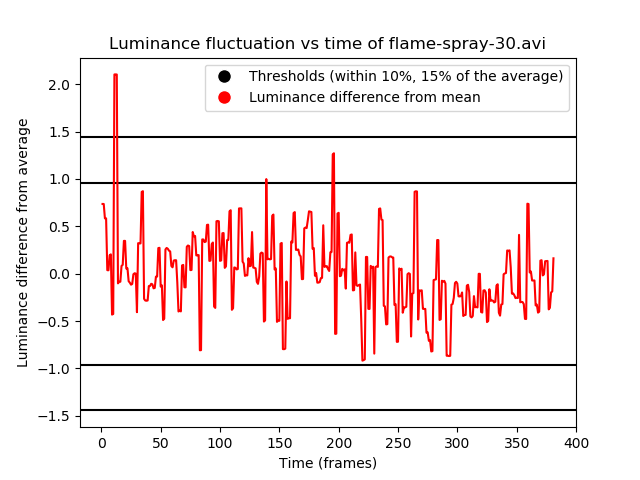 Luminance fluctuation vs time of flame-spray-30.avi
Thresholds (within 10%, 15% of the average)
Luminance difference from mean
Luminance difference from average
2.0
1.5
1.0
0.5
0.0
−0.5
−1.0
−1.5
0 50 100 150 200 250 300 350 400
Time (frames)